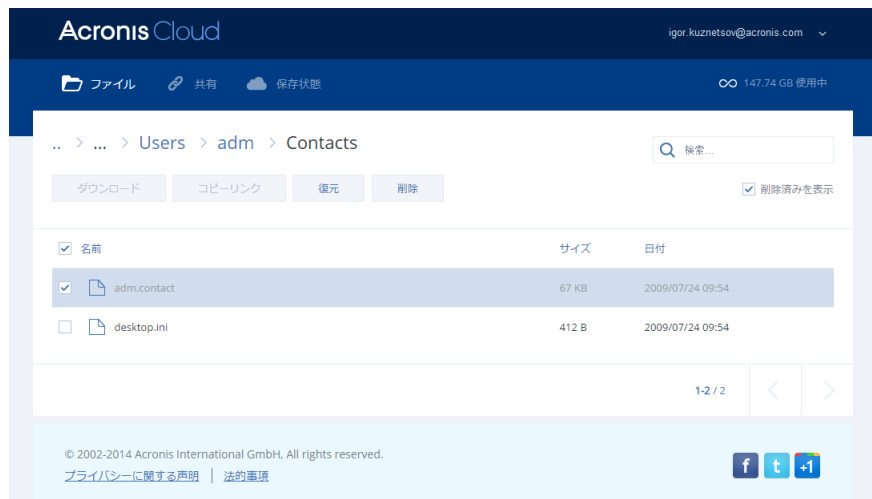 Acronis Cloud
igor.kuznetsov@acronis.com
ファイル 共有 保存状態 147.74 GB 使用中
.. > ... > Users > adm > Contacts
検索...
ダウンロード コピーリンク 復元 削除 削除済みを表示
名前 サイズ 日付
adm.contact 67 KB 2009/07/24 09:54
desktop.ini 412 B 2009/07/24 09:54
1-2 / 2
© 2002-2014 Acronis International GmbH, All rights reserved.
プライバシーに関する声明 | 法的事項
f t +1